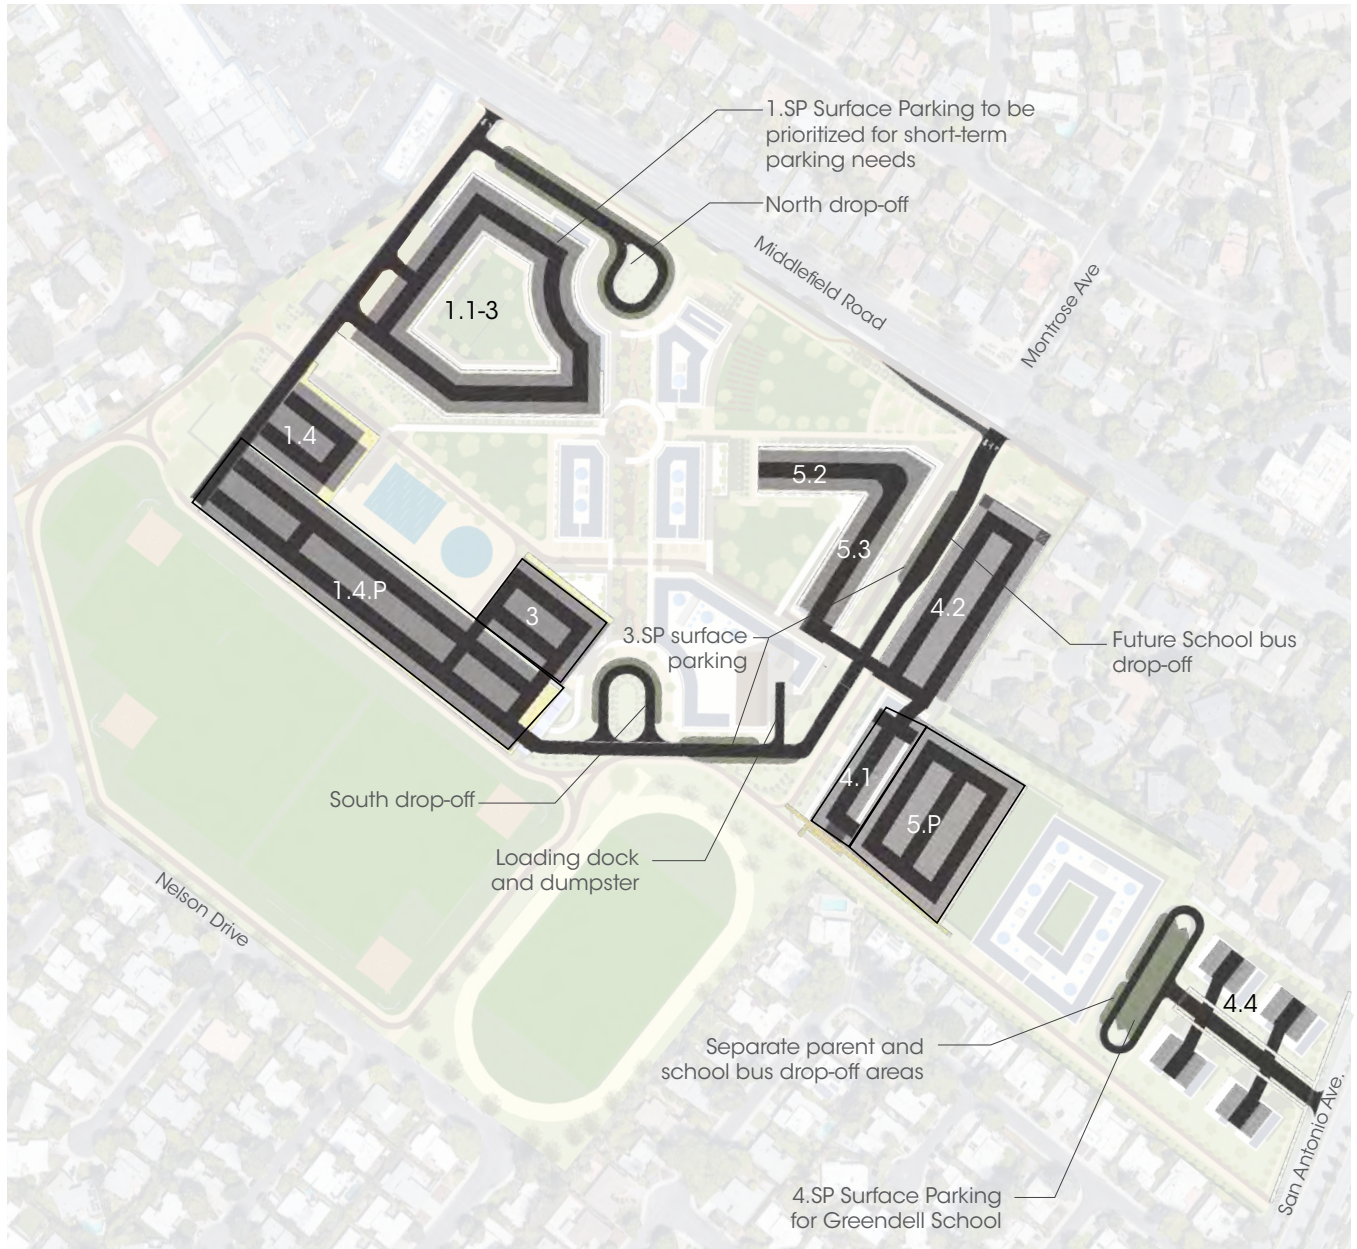 1.SP Surface Parking to be
prioritized for short-term
parking needs
North drop-off
Middlefield Road
Montrose Ave
1.1-3
1.4
5.2
5.3
1.4.P
3
4.2
3.SP surface
parking
Future School bus
drop-off
4.1
South drop-off
5.P
Loading dock
and dumpster
Nelson Drive
4.4
Separate parent and
school bus drop-off areas
San Antonio Ave.
4.SP Surface Parking
for Greendell School